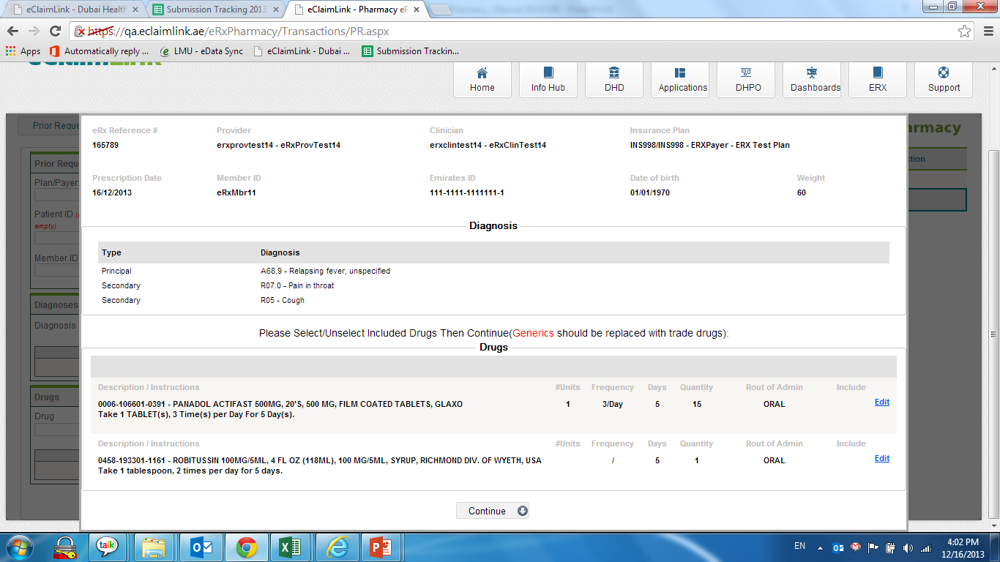 eClaimLink - Dubai Health
Submission Tracking 2013
eClaimLink - Pharmacy eR
https://qa.eclaimlink.ae/eRxPharmacy/Transactions/PR.aspx
Apps Automatically reply ... LMU - eData Sync eClaimLink - Dubai ... Submission Trackin...
Home Info Hub DHD Applications DHPO Dashboards ERX Support
Prior Reque
armacy
eRx Reference # Provider Clinician Insurance Plan
165789 erxprovtest14 - eRxProvTest14 erxclintest14 - eRxClinTest14 INS998/INS998 - ERXPayer - ERX Test Plan
Prior Reque
tion
Plan/Payer:
Prescription Date Member ID Emirates ID Date of birth Weight
16/12/2013 eRxMbr11 111-1111-1111111-1 01/01/1970 60
Patient ID
empty)
Member ID
Diagnosis
Type Diagnosis
Principal A68.9 - Relapsing fever, unspecified
Secondary R07.0 - Pain in throat
Secondary R05 - Cough
Diagnoses
Diagnosis
Please Select/Unselect Included Drugs Then Continue(Generics should be replaced with trade drugs):
Drugs
Drugs
Drug
Description / Instructions #Units Frequency Days Quantity Rout of Admin Include
0006-106601-0391 - PANADOL ACTIFAST 500MG, 20'S, 500 MG, FILM COATED TABLETS, GLAXO 1 3/Day 5 15 ORAL Edit
Take 1 TABLET(s), 3 Time(s) per Day For 5 Day(s).
Description / Instructions #Units Frequency Days Quantity Rout of Admin Include
0458-193301-1161 - ROBITUSSIN 100MG/5ML, 4 FL OZ (118ML), 100 MG/5ML, SYRUP, RICHMOND DIV. OF WYETH, USA / 5 1 ORAL Edit
Take 1 tablespoon, 2 times per day for 5 days.
Continue
talk
EN
4:02 PM
12/16/2013